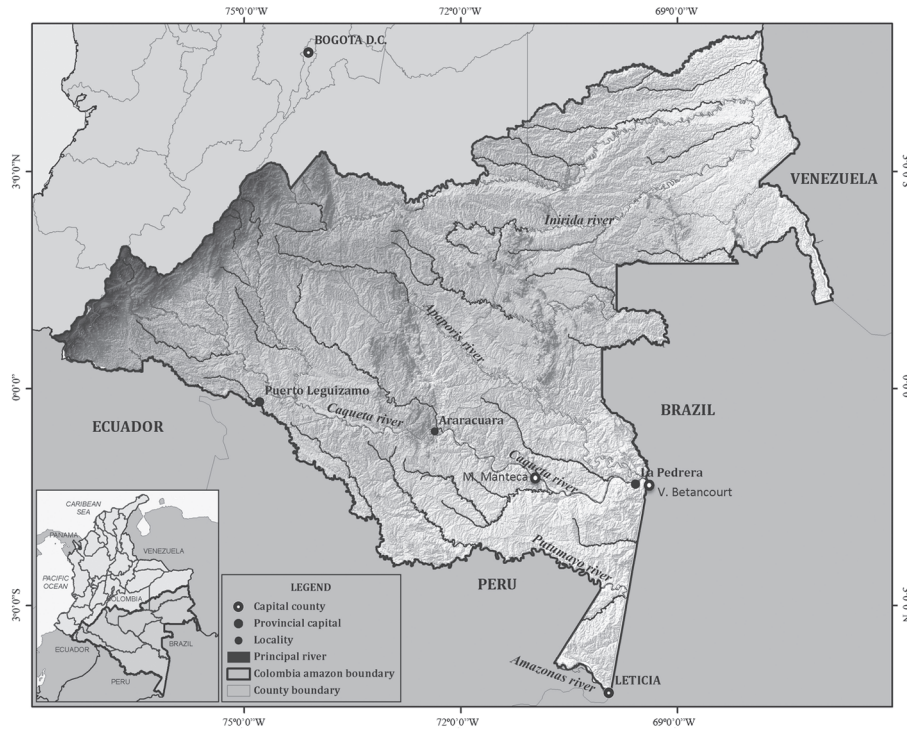 75°0'0"W 72°0'0"W 69°0'0"W
BOGOTA D.C.
VENEZUELA
Inirida river
Apaporis river
Puerto Leguizamo
Caqueta river
Araracuara
ECUADOR
BRAZIL
Caqueta river
La Pedrera
M. Manteca
V. Betancourt
Putumayo river
PERU
Amazonas river
LETICIA
3°0'0"S
0°0'0"
CARIBEAN
SEA
PANAMA
VENEZUELA
PACIFIC
OCEAN
COLOMBIA
ECUADOR
BRAZIL
PERU
LEGEND
Capital county
Provincial capital
Locality
Principal river
Colombia amazon boundary
County boundary
75°0'0"W 72°0'0"W 69°0'0"W